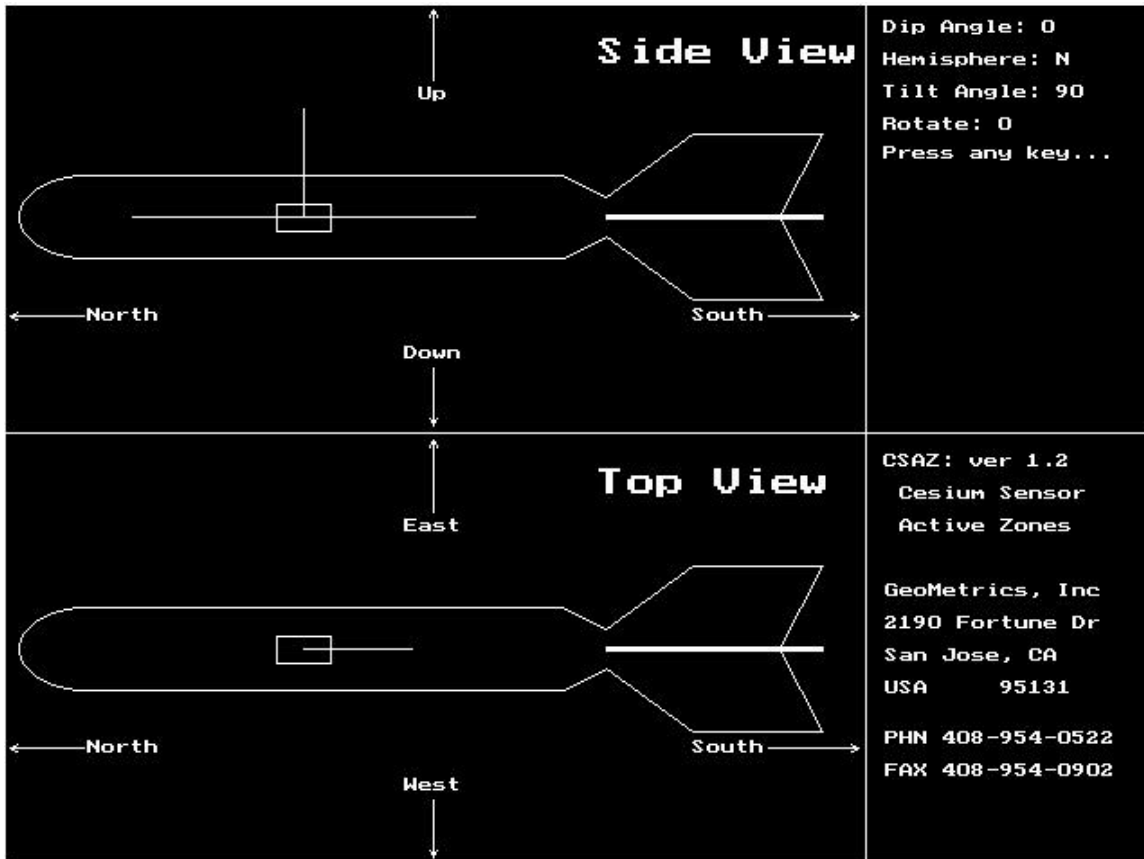 Side View
Up
North
South
Down
Dip Angle: 0
Hemisphere: N
Tilt Angle: 90
Rotate: 0
Press any key...
Top View
East
North
South
West
CSAZ: ver 1.2
Cesium Sensor
Active Zones
GeoMetrics, Inc
2190 Fortune Dr
San Jose, CA
USA 95131
PHN 408-954-0522
FAX 408-954-0902